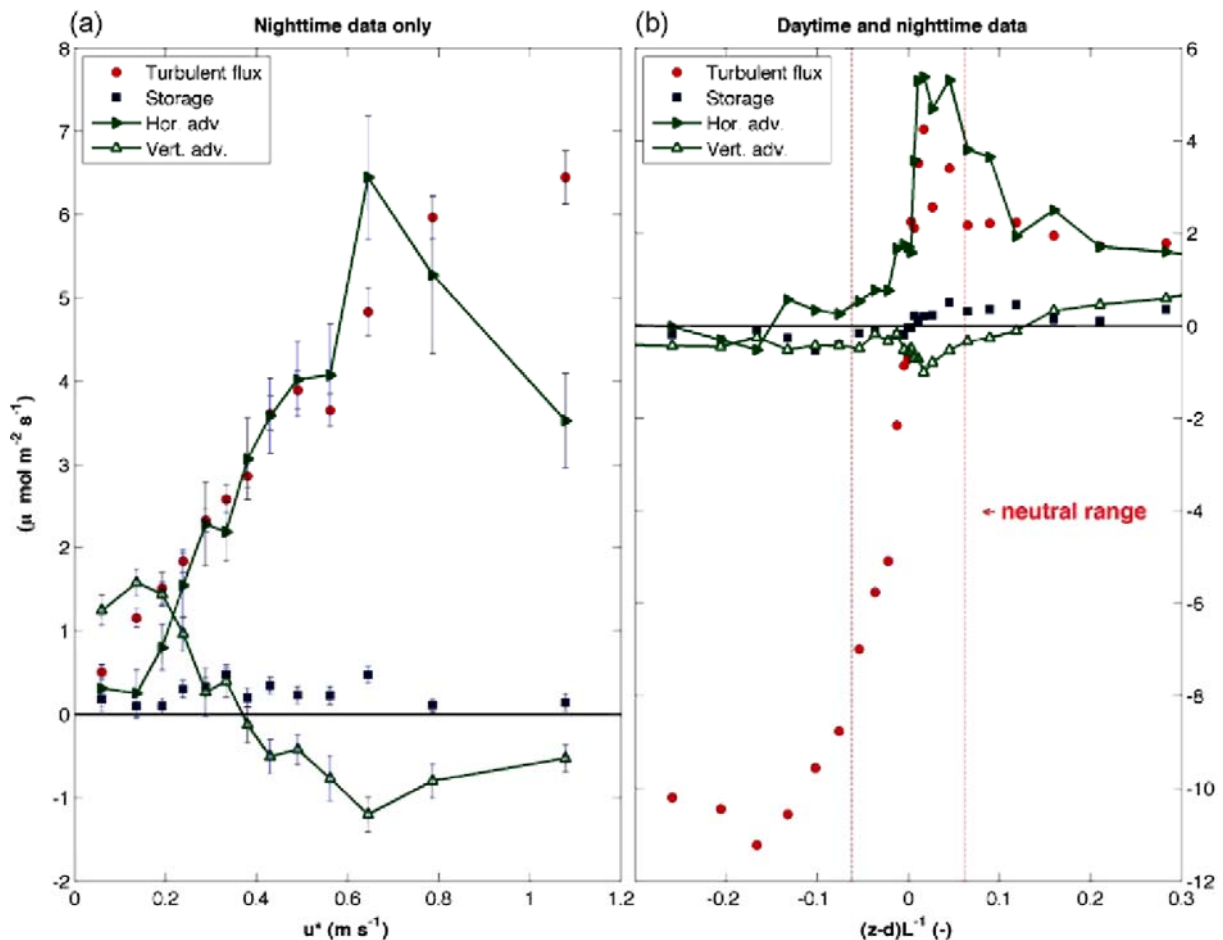 (a) Nighttime data only
8
7
6
5
4
3
2
1
0
-1
-2
(μ mol m⁻² s⁻¹)
Turbulent flux
Storage
Hor. adv.
Vert. adv.
0 0.2 0.4 0.6 0.8 1 1.2
u* (m s⁻¹)
(b) Daytime and nighttime data
Turbulent flux
Storage
Hor. adv.
Vert. adv.
6
4
2
0
-2
-4
-6
-8
-10
-12
neutral range
-0.2 -0.1 0 0.1 0.2 0.3
(z-d)L⁻¹ (-)